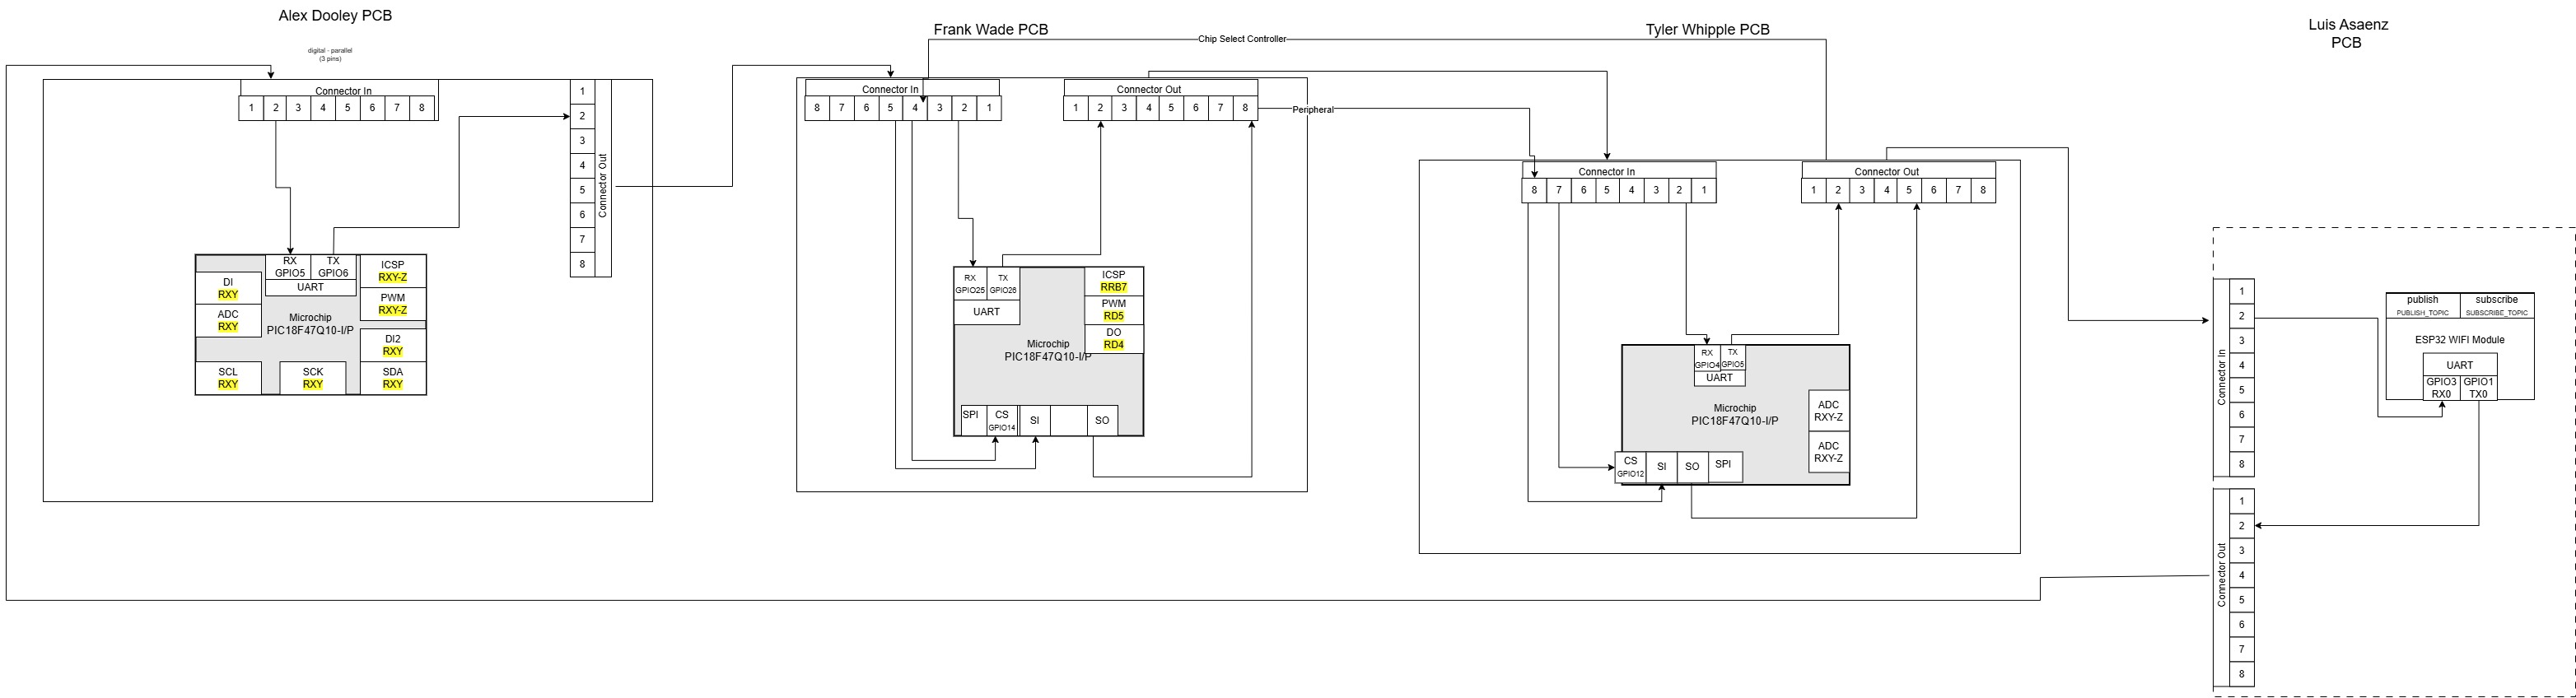 Alex Dooley PCB
digital - parallel
(3 pins)
Connector In
1 2 3 4 5 6 7 8
1
2
3
4
5
6
7
8
Connector Out
RX
GPIO5
TX
GPIO6
UART
ICSP
RXY-Z
DI
RXY
PWM
RXY-Z
ADC
RXY
Microchip
PIC18F47Q10-I/P
DI2
RXY
SCL
RXY
SCK
RXY
SDA
RXY
Frank Wade PCB
Chip Select Controller
Connector In
8 7 6 5 4 3 2 1
Connector Out
1 2 3 4 5 6 7 8
Peripheral
RX
GPIO25
TX
GPIO26
UART
ICSP
RRB7
PWM
RD5
DO
RD4
Microchip
PIC18F47Q10-I/P
SPI
CS
GPIO14
SI
SO
Tyler Whipple PCB
Connector In
8 7 6 5 4 3 2 1
Connector Out
1 2 3 4 5 6 7 8
RX
GPIO4
TX
GPIO5
UART
Microchip
PIC18F47Q10-I/P
ADC
RXY-Z
ADC
RXY-Z
CS
GPIO12
SI
SO
SPI
Luis Asaenz
PCB
Connector In
1
2
3
4
5
6
7
8
publish
PUBLISH_TOPIC
subscribe
SUBSCRIBE_TOPIC
ESP32 WIFI Module
UART
GPIO3
RX0
GPIO1
TX0
Connector Out
1
2
3
4
5
6
7
8